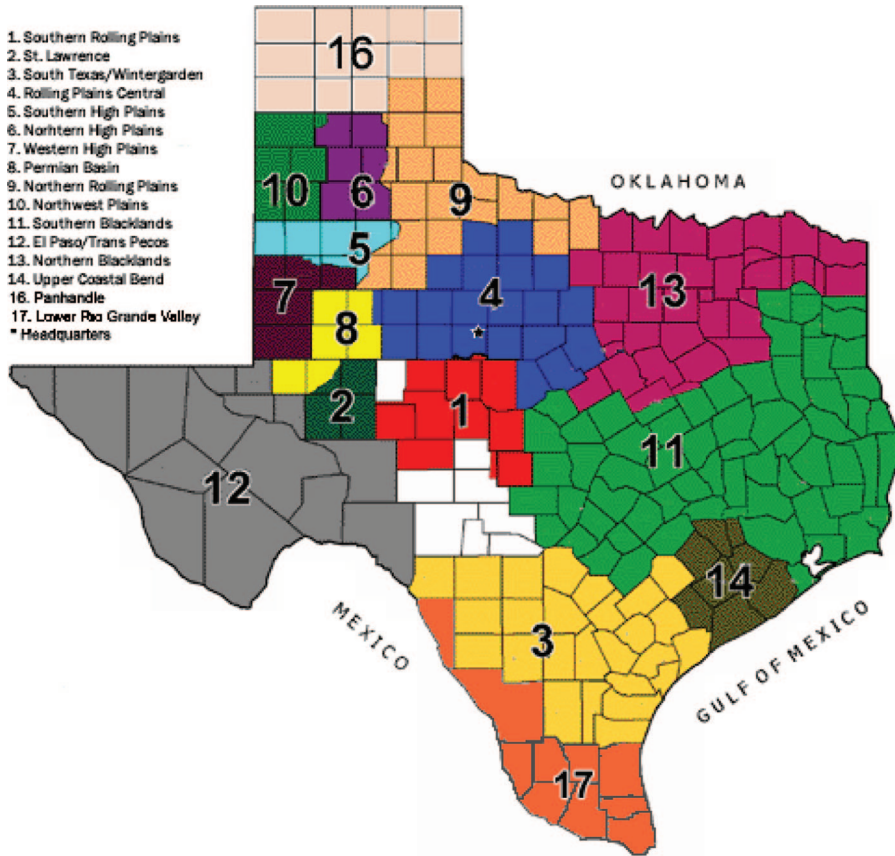 1. Southern Rolling Plains
2. St. Lawrence
3. South Texas/Wintergarden
4. Rolling Plains Central
5. Southern High Plains
6. Norhtern High Plains
7. Western High Plains
8. Permian Basin
9. Northern Rolling Plains
10. Northwest Plains
11. Southern Blacklands
12. El Paso/Trans Pecos
13. Northern Blacklands
14. Upper Coastal Bend
16. Panhandle
17. Lower Rio Grande Valley
* Headquarters
16
10
6
9
OKLAHOMA
5
7
8
4
13
2
1
11
12
14
3
MEXICO
GULF OF MEXICO
17